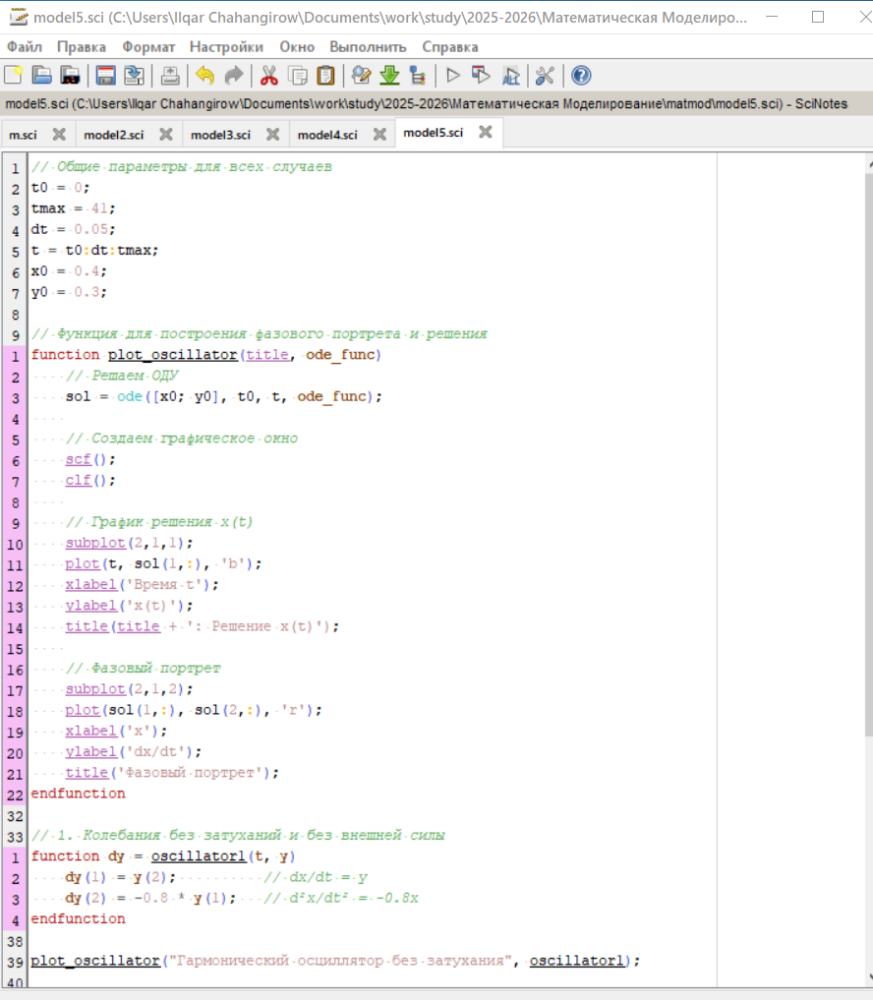 model5.sci (C:\Users\Ilqar Chahangirow\Documents\work\study\2025-2026\Математическая Моделиро...
Файл Правка Формат Настройки Окно Выполнить Справка
model5.sci (C:\Users\Ilqar Chahangirow\Documents\work\study\2025-2026\Математическая Моделирование\matmod\model5.sci) - SciNotes
m.sci model2.sci model3.sci model4.sci model5.sci
1 // Общие параметры для всех случаев
2 t0 = 0;
3 tmax = 41;
4 dt = 0.05;
5 t = t0:dt:tmax;
6 x0 = 0.4;
7 y0 = 0.3;
8
9 // Функция для построения фазового портрета и решения
1 function plot_oscillator(title, ode_func)
2     // Решаем ОДУ
3     sol = ode([x0; y0], t0, t, ode_func);
4
5     // Создаем графическое окно
6     scf();
7     clf();
8
9     // График решения x(t)
10     subplot(2,1,1);
11     plot(t, sol(1,:), 'b');
12     xlabel('Время t');
13     ylabel('x(t)');
14     title(title + ': Решение x(t)');
15
16     // Фазовый портрет
17     subplot(2,1,2);
18     plot(sol(1,:), sol(2,:), 'r');
19     xlabel('x');
20     ylabel('dx/dt');
21     title('Фазовый портрет');
22 endfunction
32
33 // 1. Колебания без затуханий и без внешней силы
1 function dy = oscillator1(t, y)
2     dy(1) = y(2);          // dx/dt = y
3     dy(2) = -0.8 * y(1);   // d²x/dt² = -0.8x
4 endfunction
38
39 plot_oscillator("Гармонический осциллятор без затухания", oscillator1);
40